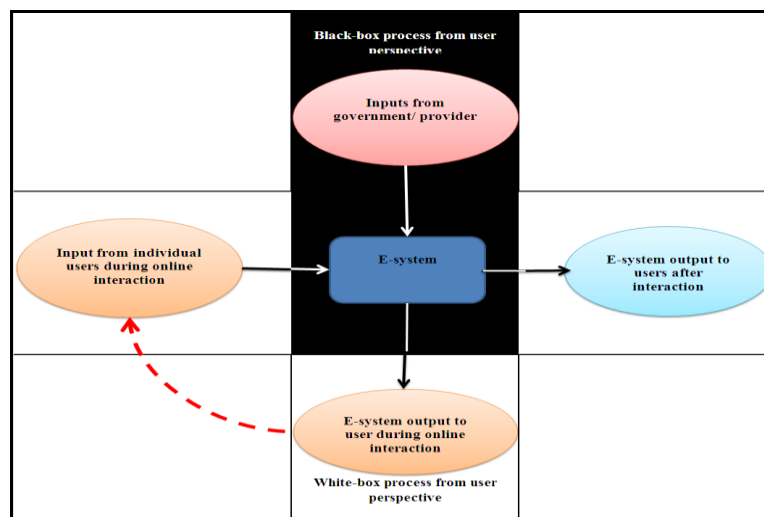 Black-box process from user
perspective
Inputs from
government/ provider
Input from individual
users during online
interaction
E-system
E-system output to
users after
interaction
E-system output to
user during online
interaction
White-box process from user
perspective